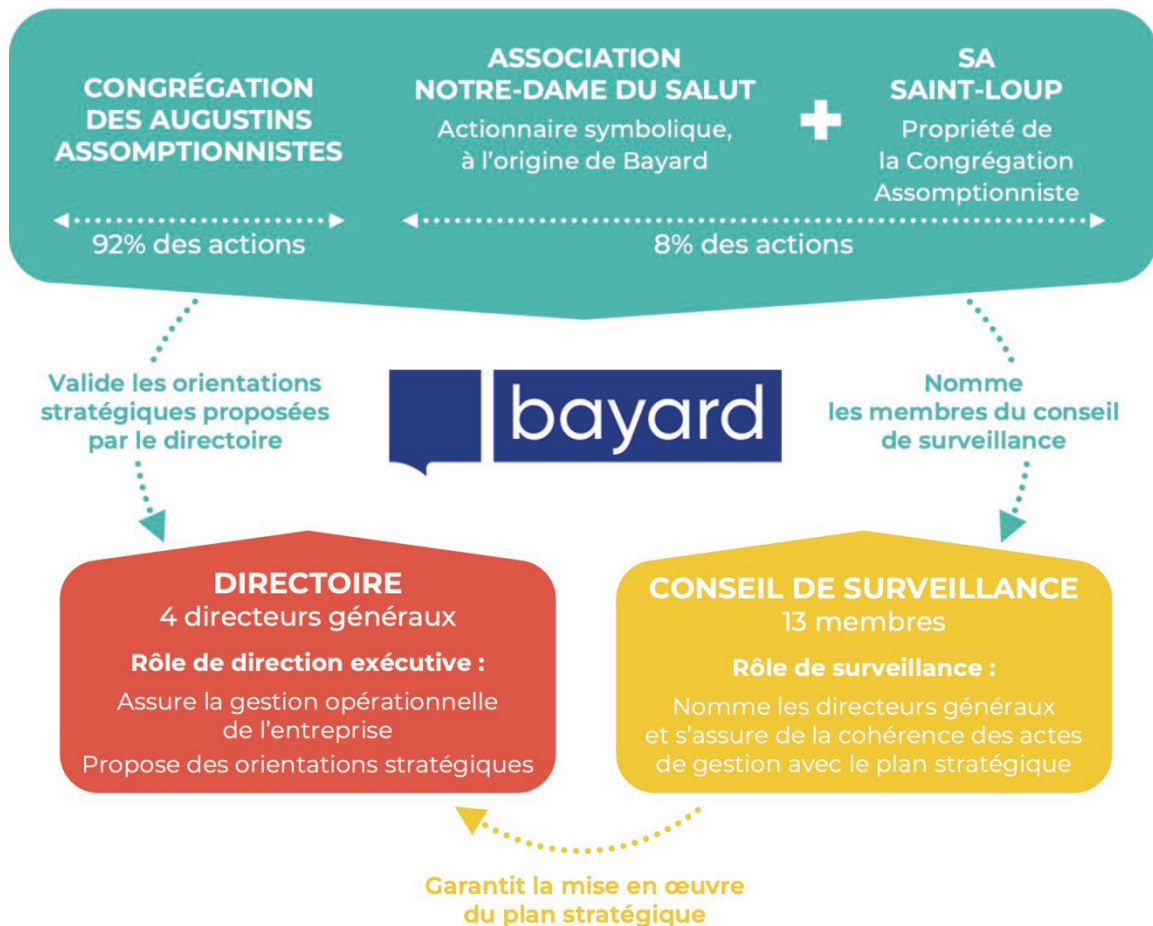 CONGRÉGATION
DES AUGUSTINS
ASSOMPTIONNISTES
92% des actions
ASSOCIATION
NOTRE-DAME DU SALUT
Actionnaire symbolique,
à l'origine de Bayard
+
SA
SAINT-LOUP
Propriété de
la Congrégation
Assomptionniste
8% des actions
Valide les orientations
stratégiques proposées
par le directoire
bayard
Nomme
les membres du conseil
de surveillance
DIRECTOIRE
4 directeurs généraux
Rôle de direction exécutive :
Assure la gestion opérationnelle
de l'entreprise
Propose des orientations stratégiques
CONSEIL DE SURVEILLANCE
13 membres
Rôle de surveillance :
Nomme les directeurs généraux
et s'assure de la cohérence des actes
de gestion avec le plan stratégique
Garantit la mise en œuvre
du plan stratégique